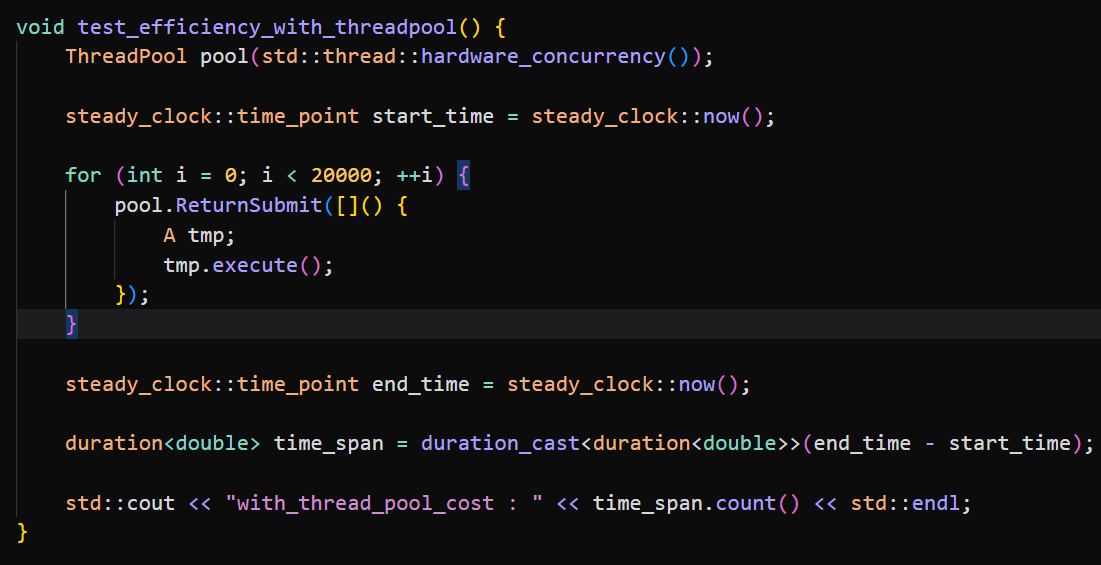 void test_efficiency_with_threadpool() {
    ThreadPool pool(std::thread::hardware_concurrency());
    steady_clock::time_point start_time = steady_clock::now();
    for (int i = 0; i < 20000; ++i) {
        pool.ReturnSubmit([]() {
            A tmp;
            tmp.execute();
        });
    }
    steady_clock::time_point end_time = steady_clock::now();
    duration<double> time_span = duration_cast<duration<double>>(end_time - start_time);
    std::cout << "with_thread_pool_cost : " << time_span.count() << std::endl;
}